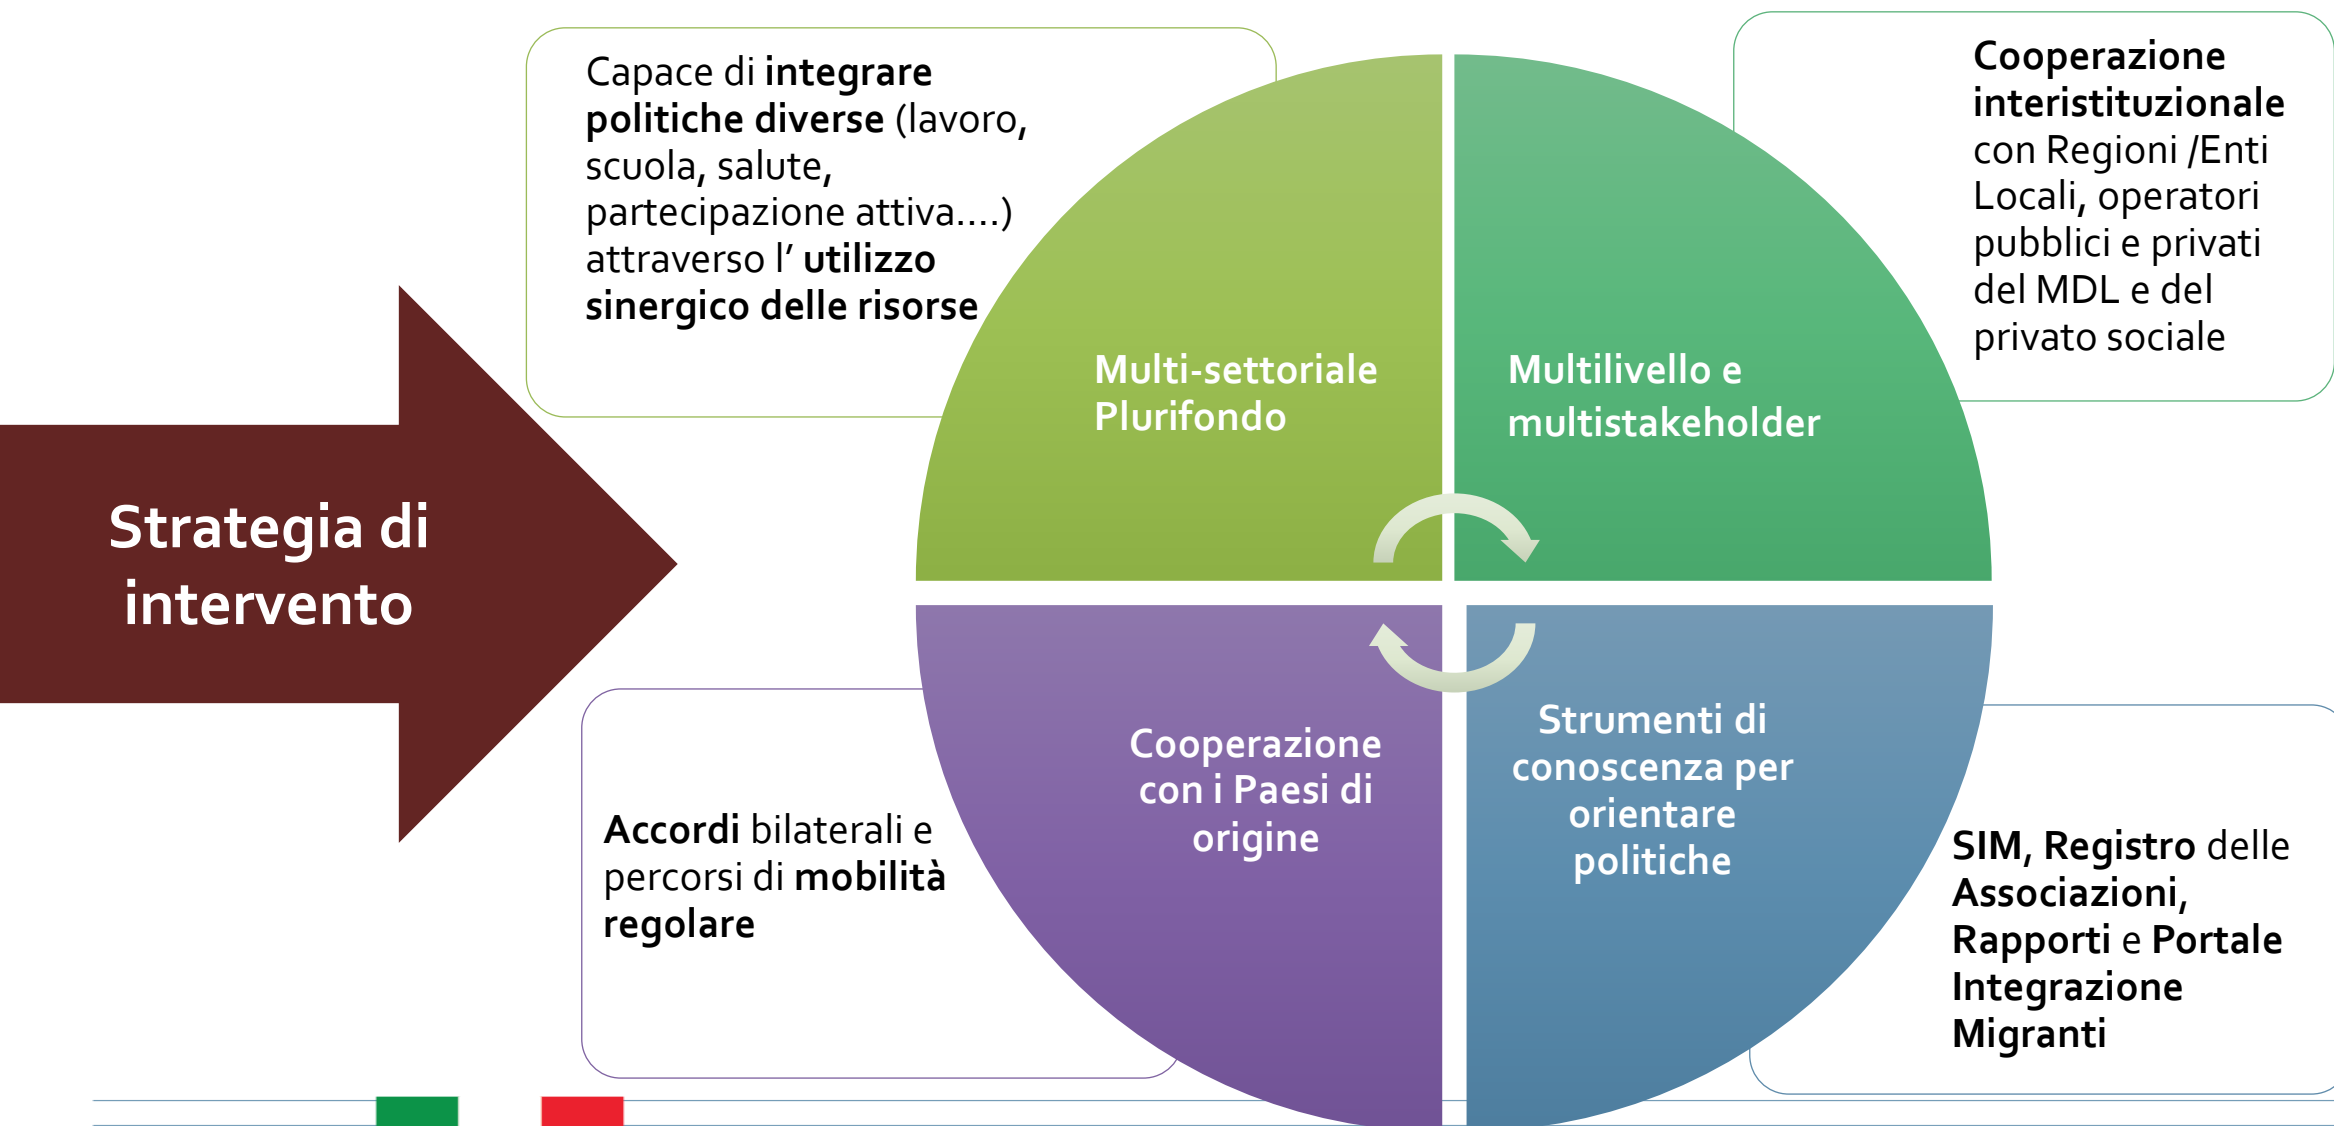 Strategia di
intervento
Capace di integrare
politiche diverse (lavoro,
scuola, salute,
partecipazione attiva....)
attraverso l’ utilizzo
sinergico delle risorse
Multi-settoriale
Plurifondo
Multilivello e
multistakeholder
Cooperazione
interistituzionale
con Regioni /Enti
Locali, operatori
pubblici e privati
del MDL e del
privato sociale
Accordi bilaterali e
percorsi di mobilità
regolare
Cooperazione
con i Paesi di
origine
Strumenti di
conoscenza per
orientare
politiche
SIM, Registro delle
Associazioni,
Rapporti e Portale
Integrazione
Migranti